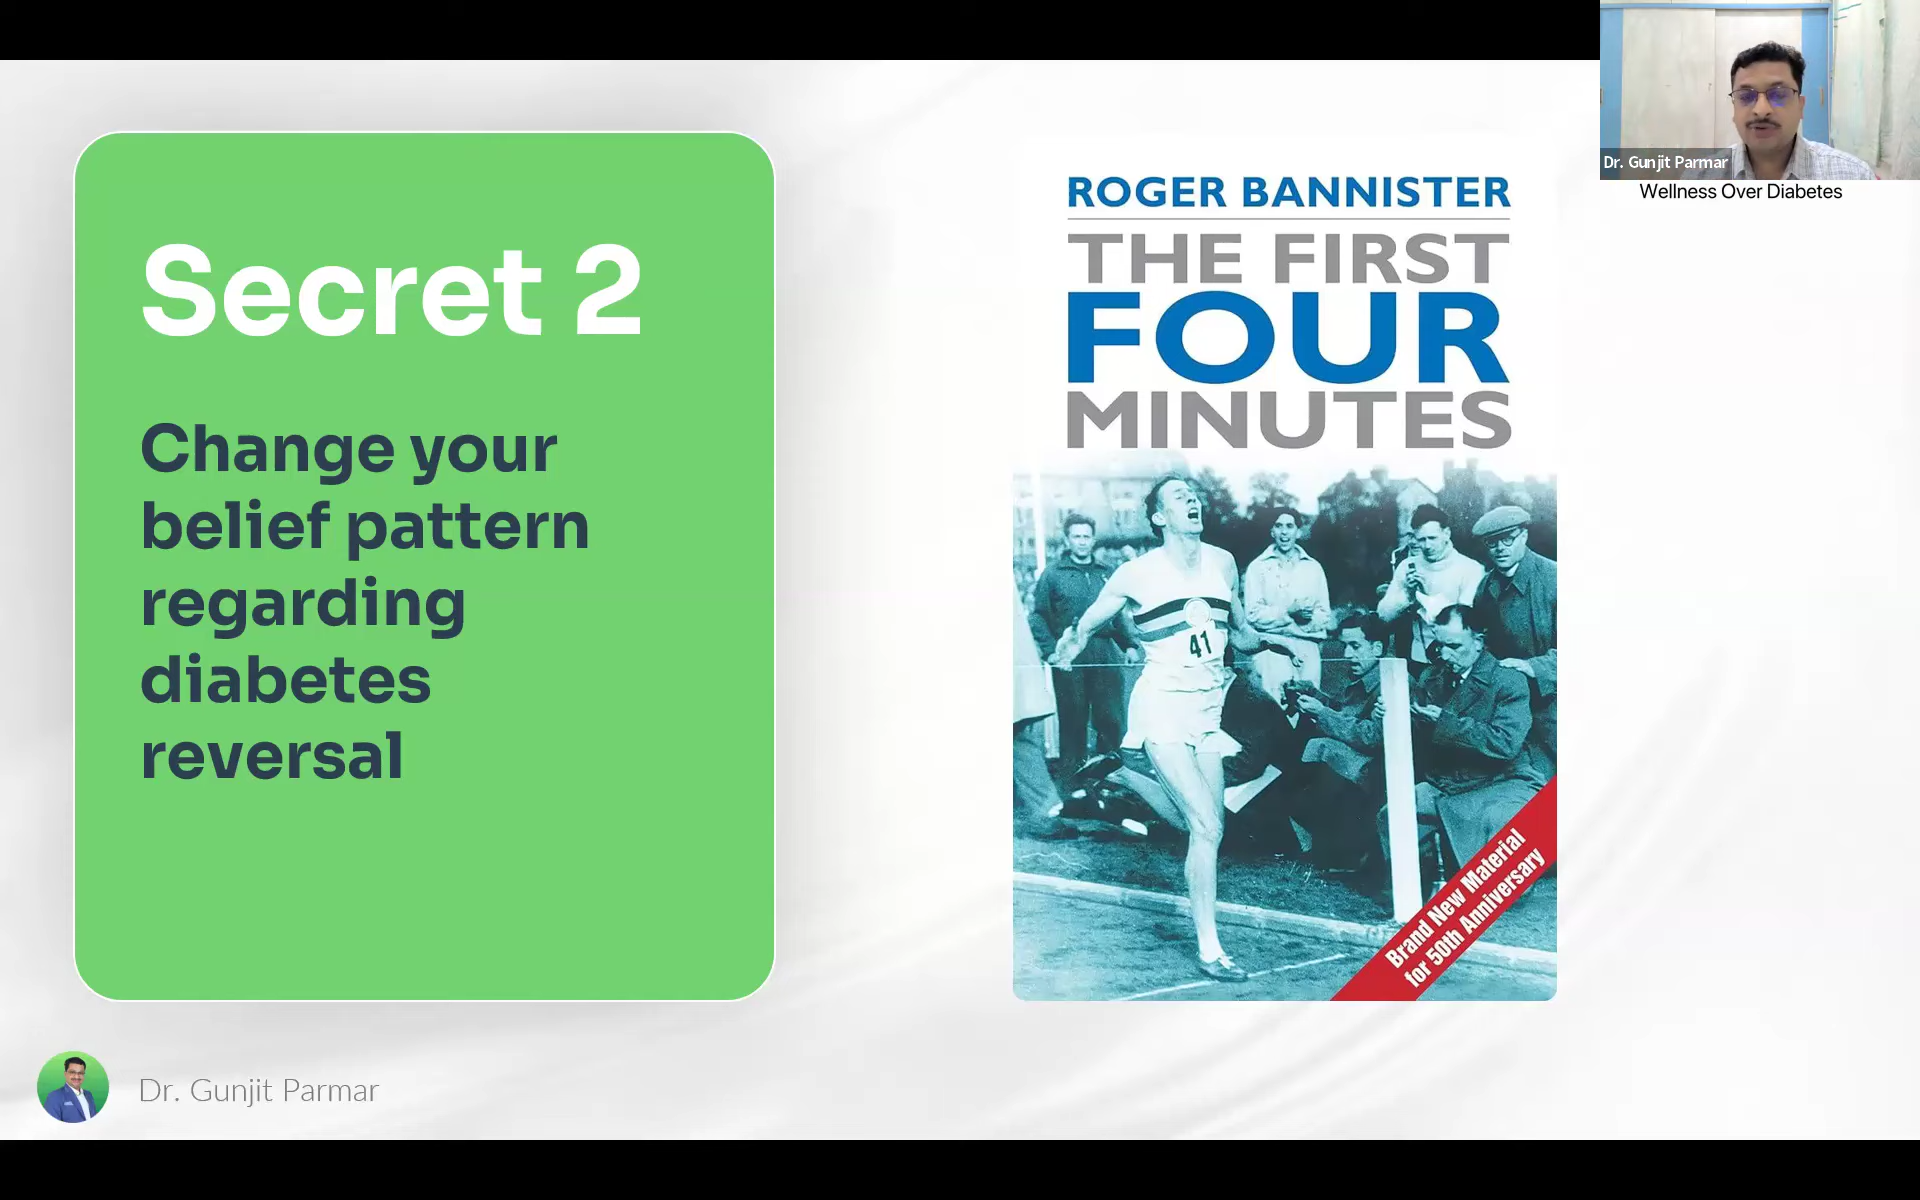 Secret 2
Change your
belief pattern
regarding
diabetes
reversal
ROGER BANNISTER
THE FIRST
FOUR
MINUTES
41
Brand New Material
for 50th Anniversary
Dr. Gunjit Parmar
Wellness Over Diabetes
Dr. Gunjit Parmar